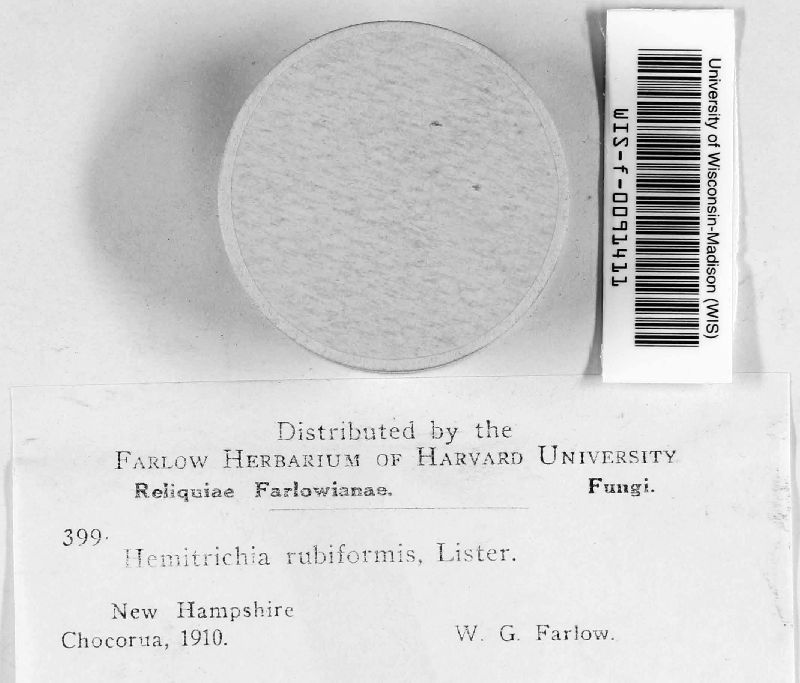 University of Wisconsin-Madison (WIS)
WIS-f-0091411
Distributed by the
FARLOW HERBARIUM OF HARVARD UNIVERSITY
Reliquiae Farlowianae. Fungi.
399.
Hemitrichia rubiformis, Lister.
New Hampshire
Chocorua, 1910. W. G. Farlow.